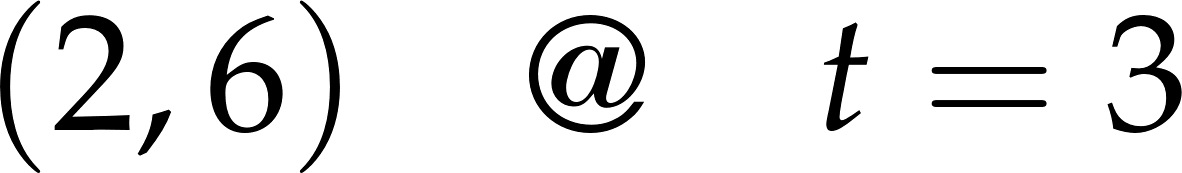 (2, 6) @ t = 3